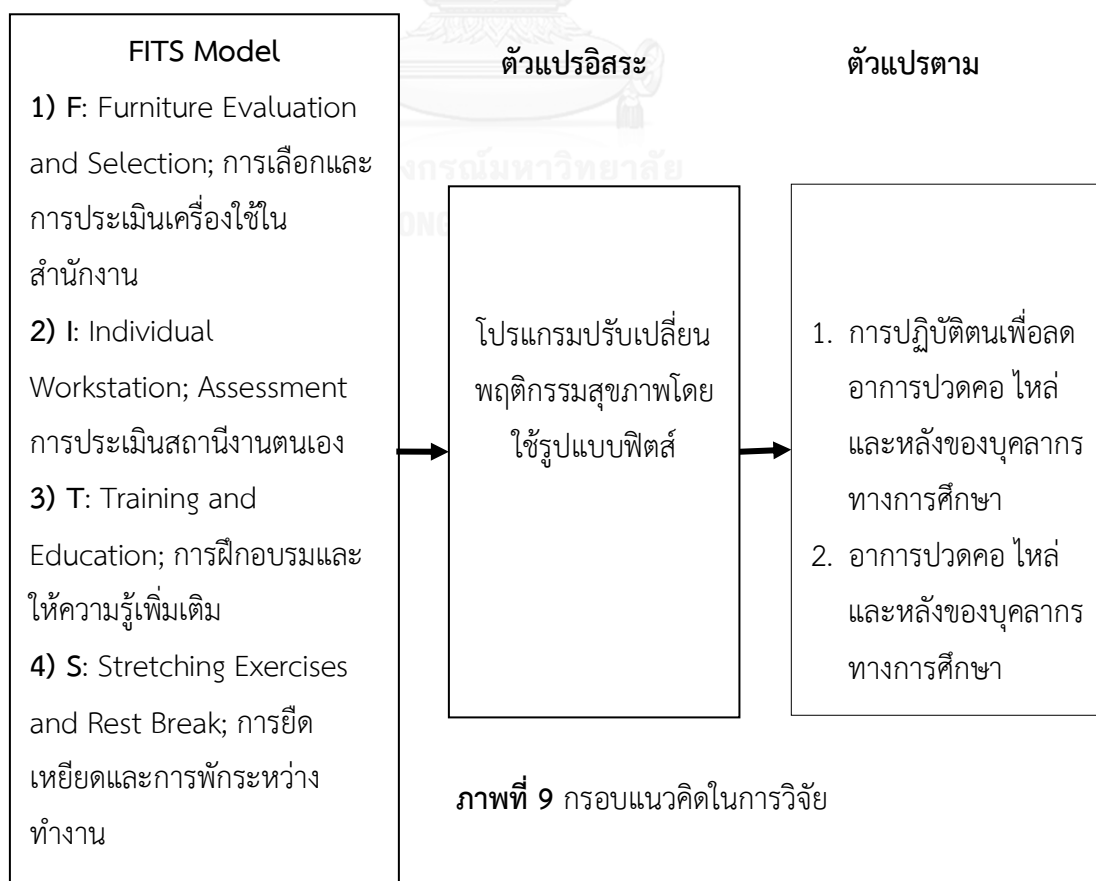 FITS Model
1) F: Furniture Evaluation
and Selection; การเลือกและ
การประเมินเครื่องใช้ใน
สำนักงาน
2) I: Individual
Workstation; Assessment
การประเมินสถานีงานตนเอง
3) T: Training and
Education; การฝึกอบรมและ
ให้ความรู้เพิ่มเติม
4) S: Stretching Exercises
and Rest Break; การยืด
เหยียดและการพักระหว่าง
ทำงาน
ตัวแปรอิสระ
โปรแกรมปรับเปลี่ยน
พฤติกรรมสุขภาพโดย
ใช้รูปแบบฟิตส์
ตัวแปรตาม
1. การปฏิบัติตนเพื่อลด
อาการปวดคอ ไหล่
และหลังของบุคลากร
ทางการศึกษา
2. อาการปวดคอ ไหล่
และหลังของบุคลากร
ทางการศึกษา
งกรณ์มหาวิทยาลัย
ภาพที่ 9 กรอบแนวคิดในการวิจัย